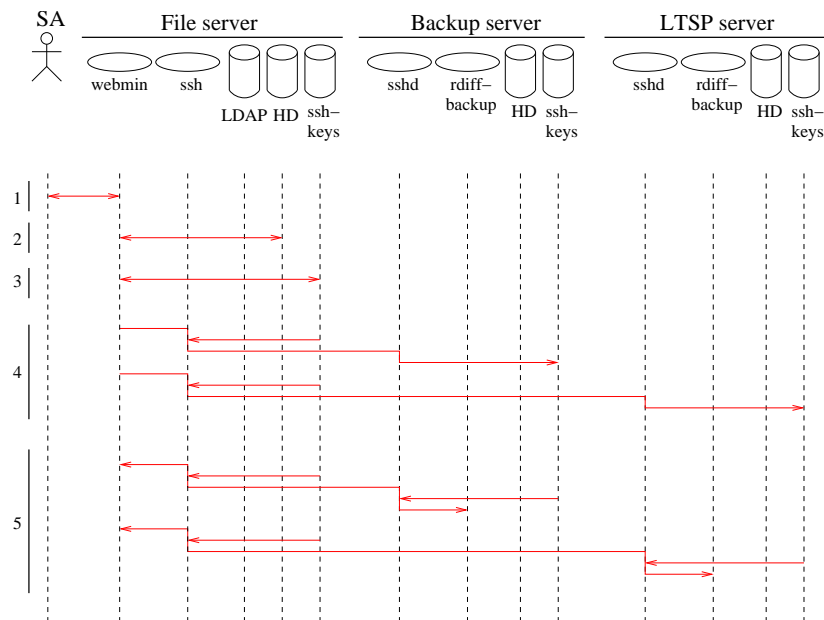 SA
File server
Backup server
LTSP server
webmin
ssh
LDAP
HD
ssh–
keys
sshd
rdiff–
backup
HD
ssh–
keys
sshd
rdiff–
backup
HD
ssh–
keys
1
2
3
4
5